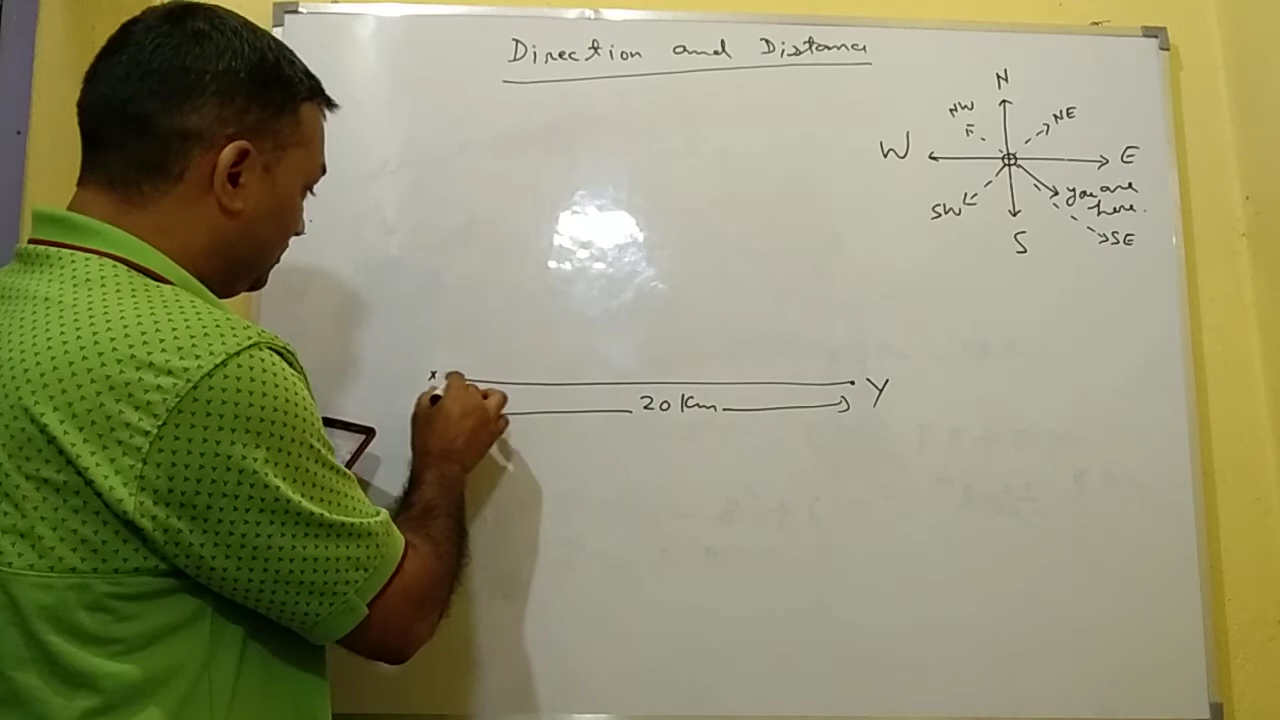 Direction and Distance
N
NW
NE
W
E
you are
here.
SW
SE
S
x
Y
20 Km